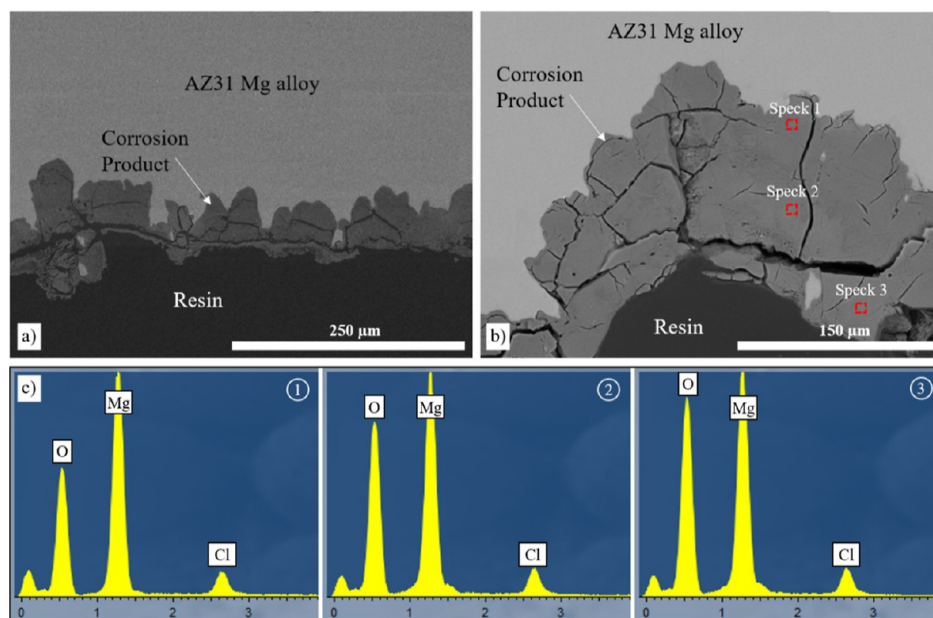 AZ31 Mg alloy
Corrosion
Product
Resin
250 µm
a)
AZ31 Mg alloy
Corrosion
Product
Speck 1
Speck 2
Speck 3
Resin
150 µm
b)
c)
1
O
Mg
Cl
0 1 2 3
2
O
Mg
Cl
0 1 2 3
3
O
Mg
Cl
0 1 2 3